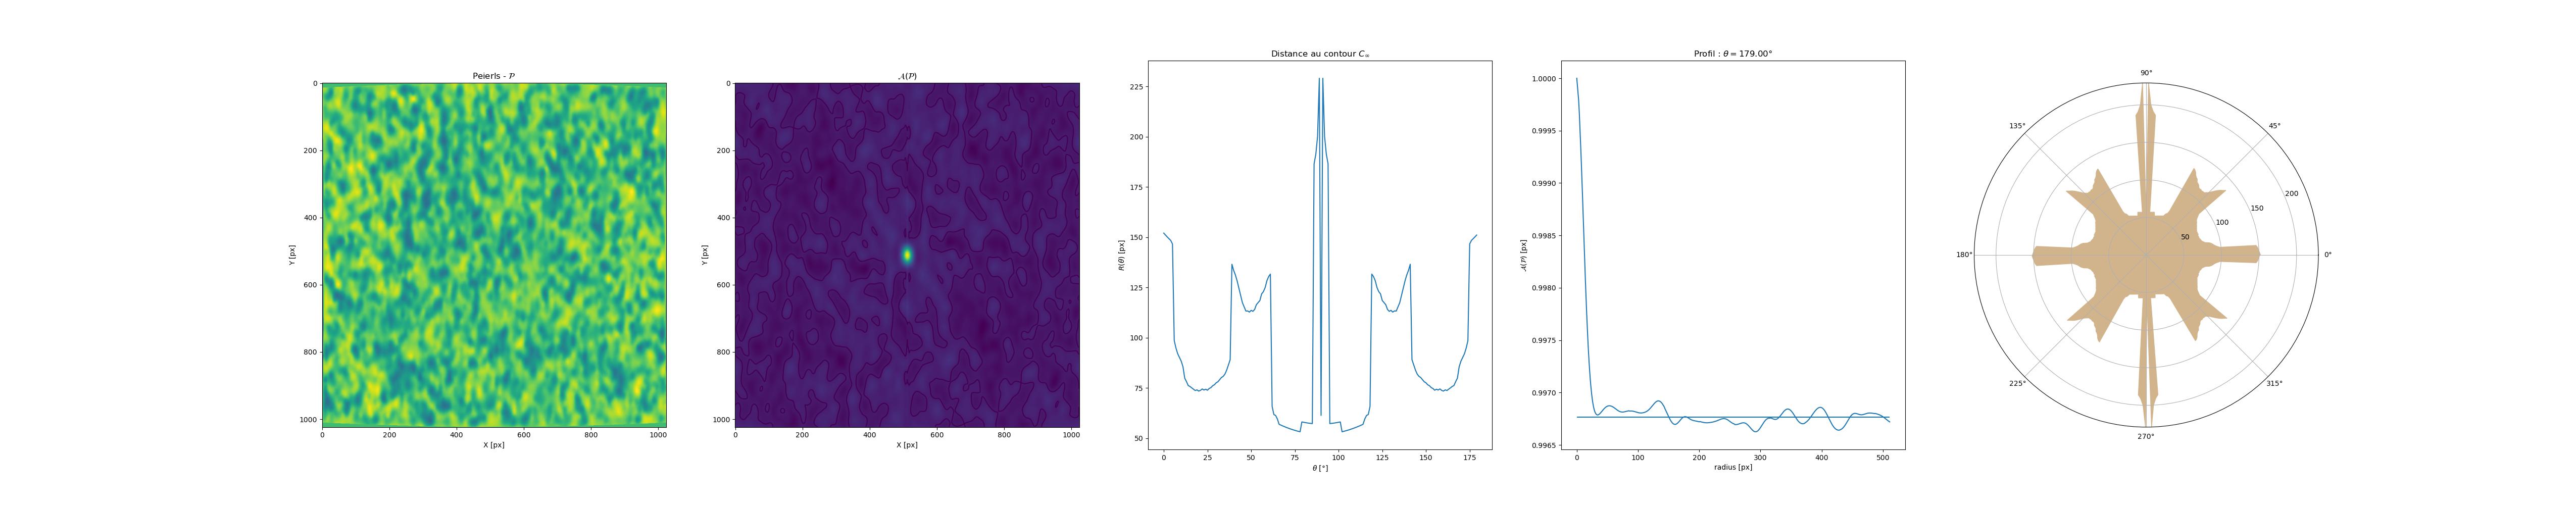 Peierls - 𝒫
0
200
400
600
800
1000
Y [px]
0 200 400 600 800 1000
X [px]
𝒜(𝒫)
0
200
400
600
800
1000
Y [px]
0 200 400 600 800 1000
X [px]
Distance au contour C∞
225
200
175
150
125
100
75
50
R(θ) [px]
0 25 50 75 100 125 150 175
θ [°]
Profil : θ = 179.00°
1.0000
0.9995
0.9990
0.9985
0.9980
0.9975
0.9970
0.9965
𝒜(𝒫) [px]
0 100 200 300 400 500
radius [px]
90°
135° 45°
200
150
100
50
180° 0°
225° 315°
270°